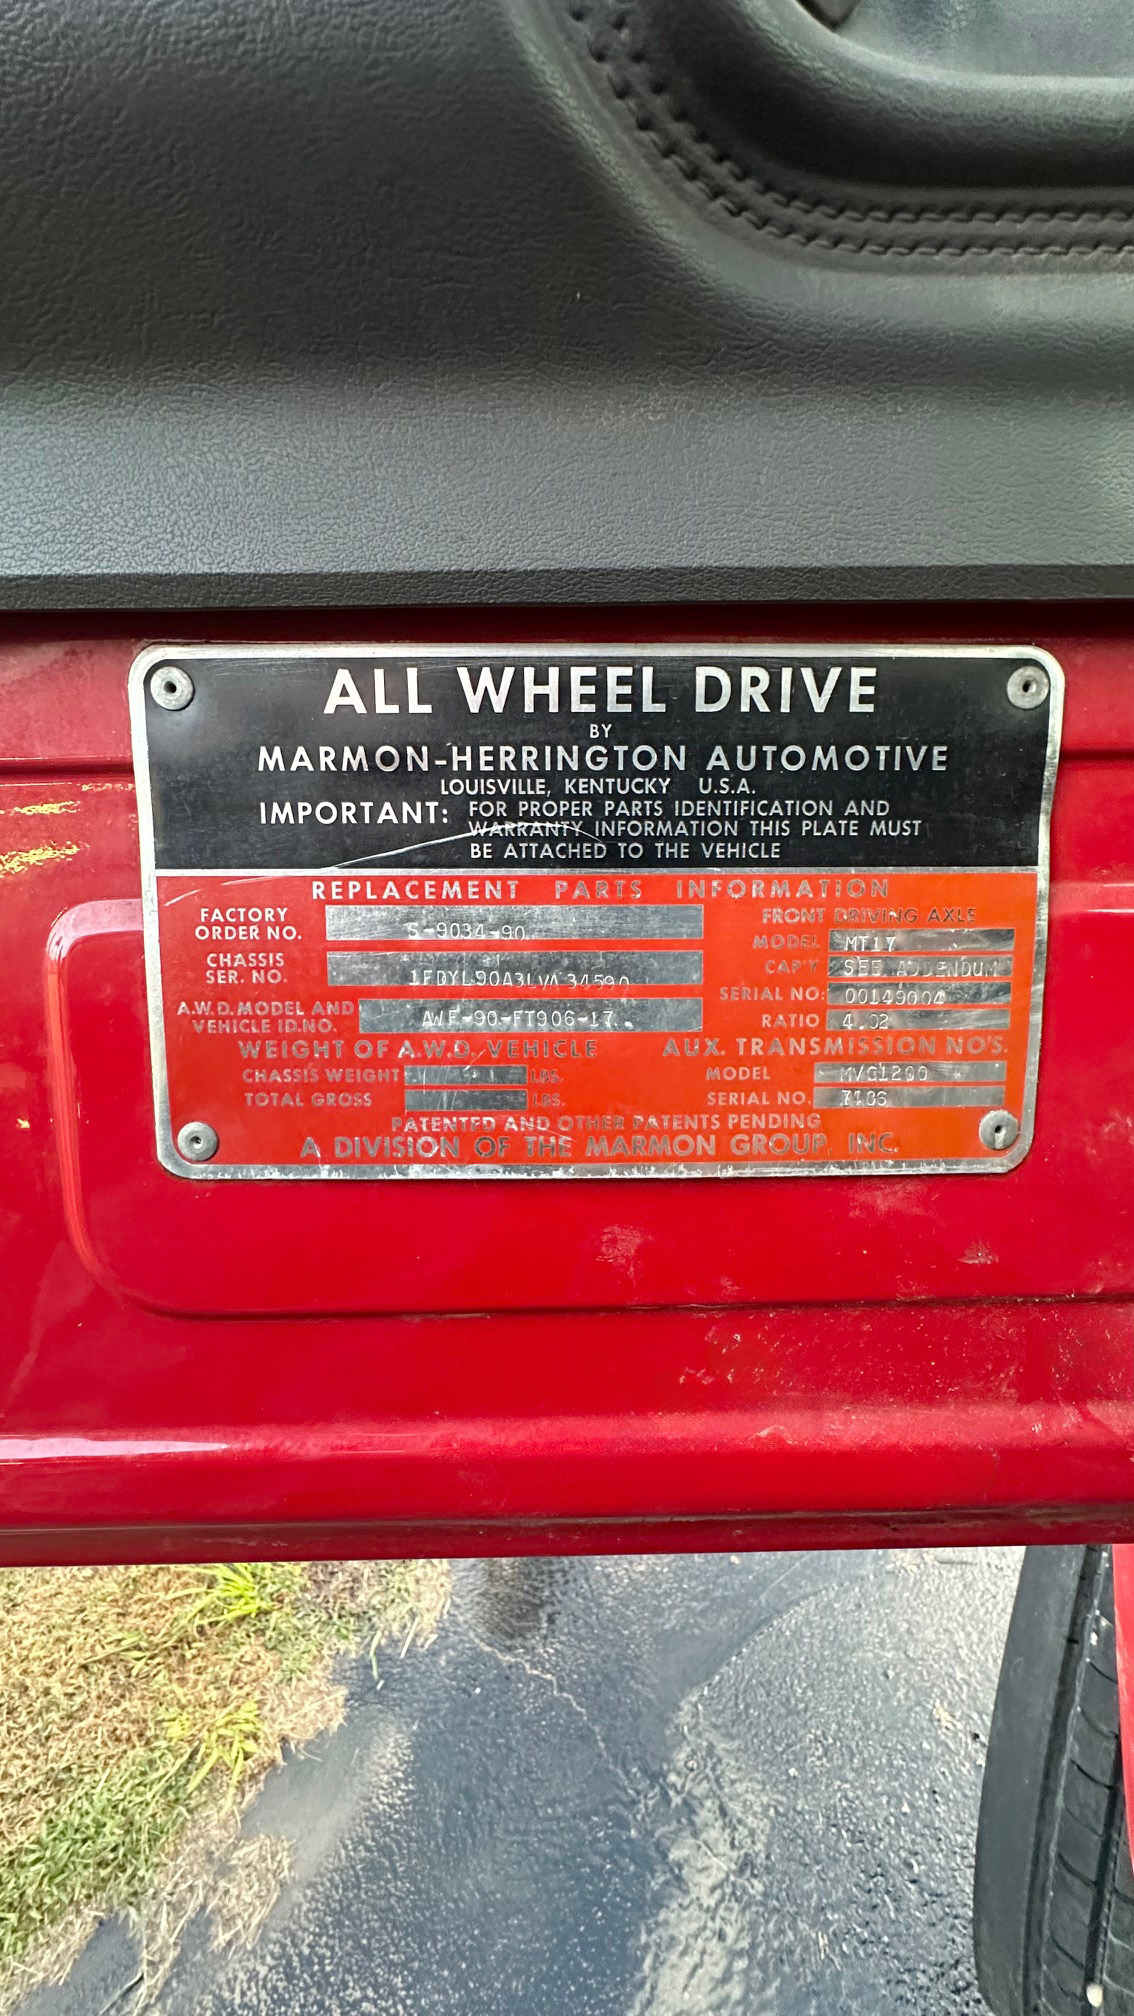 ALL WHEEL DRIVE
BY
MARMON-HERRINGTON AUTOMOTIVE
LOUISVILLE, KENTUCKY U.S.A.
IMPORTANT: FOR PROPER PARTS IDENTIFICATION AND
WARRANTY INFORMATION THIS PLATE MUST
BE ATTACHED TO THE VEHICLE
REPLACEMENT PARTS INFORMATION
FACTORY ORDER NO. S-9034-90
CHASSIS SER. NO. 1FDYL90A3LVA34590
A.W.D. MODEL AND VEHICLE ID.NO. AWF-90-FT906-17
FRONT DRIVING AXLE
MODEL MT17
CAP'Y SEE ADDENDUM
SERIAL NO: 00149004
RATIO 4.02
WEIGHT OF A.W.D. VEHICLE
CHASSIS WEIGHT LBS.
TOTAL GROSS LBS.
AUX. TRANSMISSION NO'S.
MODEL MVG1200
SERIAL NO.
PATENTED AND OTHER PATENTS PENDING
A DIVISION OF THE MARMON GROUP, INC.